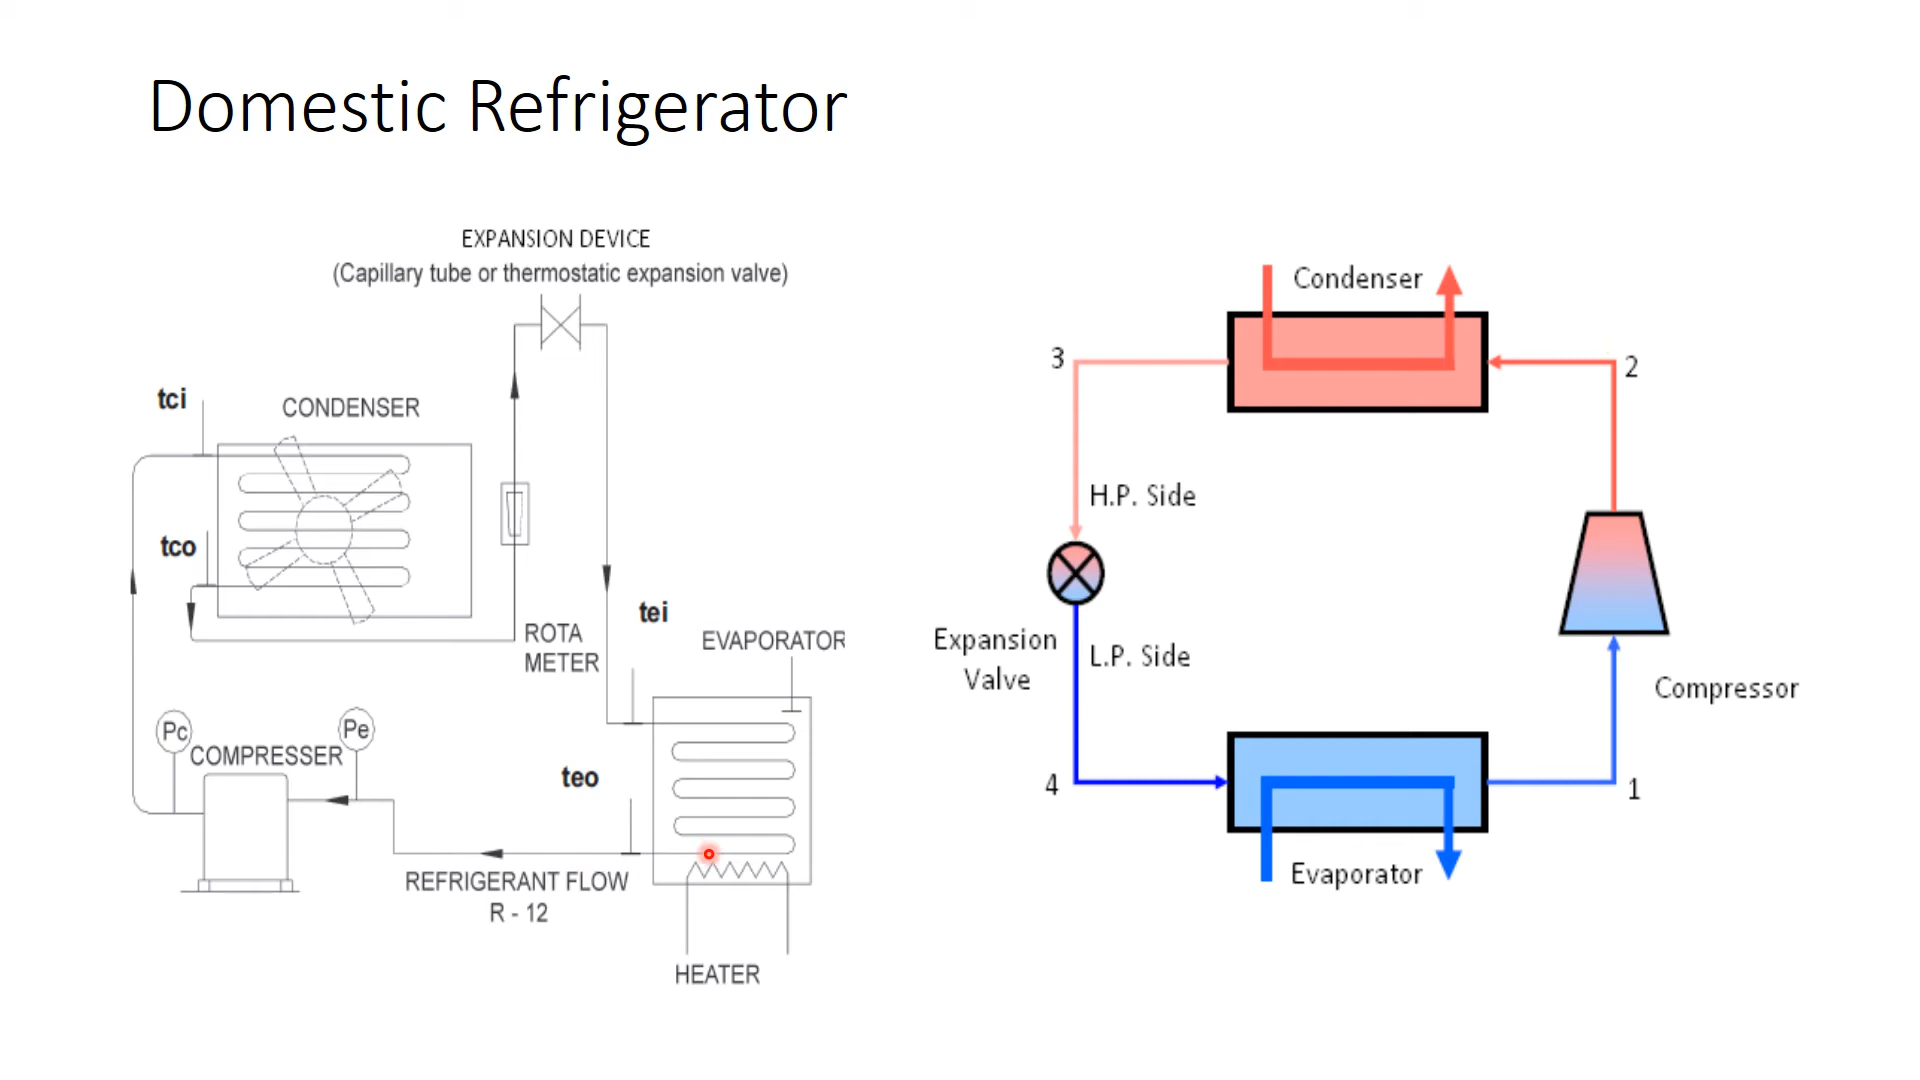 Domestic Refrigerator
EXPANSION DEVICE
(Capillary tube or thermostatic expansion valve)
tci
CONDENSER
tco
ROTA
METER
tei
EVAPORATOR
Pc
Pe
COMPRESSER
teo
REFRIGERANT FLOW
R - 12
HEATER
Condenser
3
2
H.P. Side
Expansion
Valve
L.P. Side
Compressor
4
1
Evaporator